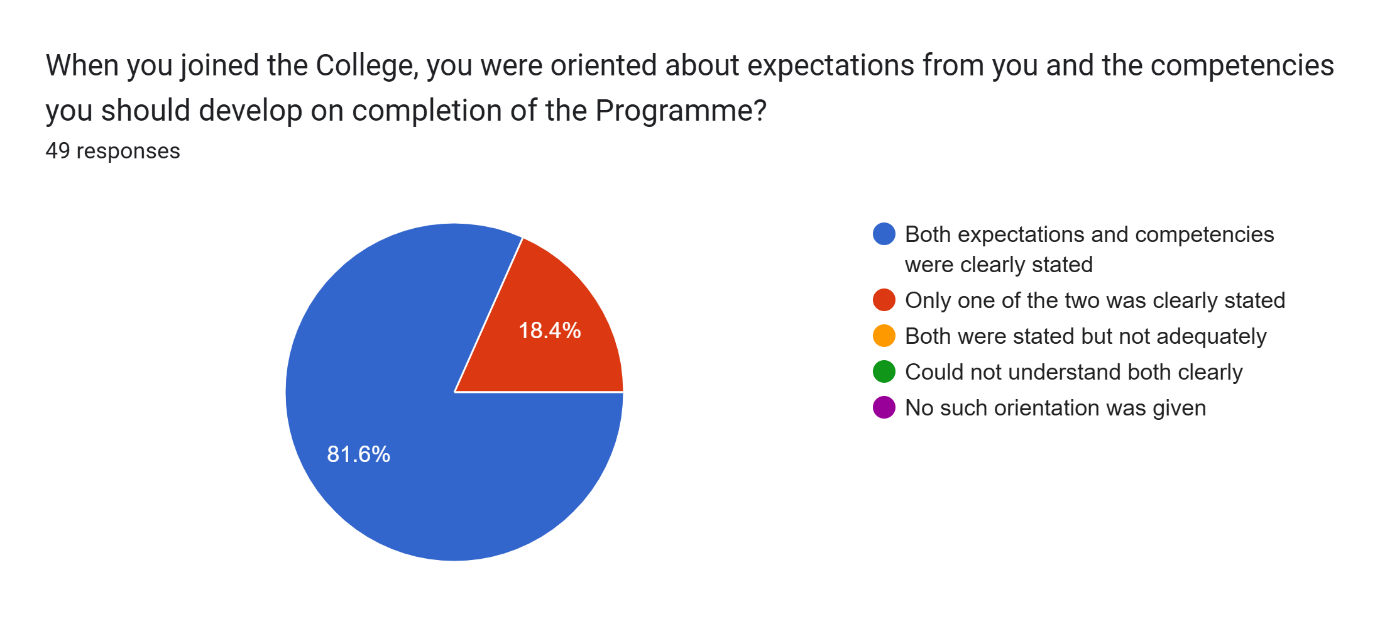 When you joined the College, you were oriented about expectations from you and the competencies
you should develop on completion of the Programme?
49 responses
Both expectations and competencies
were clearly stated
Only one of the two was clearly stated
Both were stated but not adequately
Could not understand both clearly
No such orientation was given
18.4%
81.6%